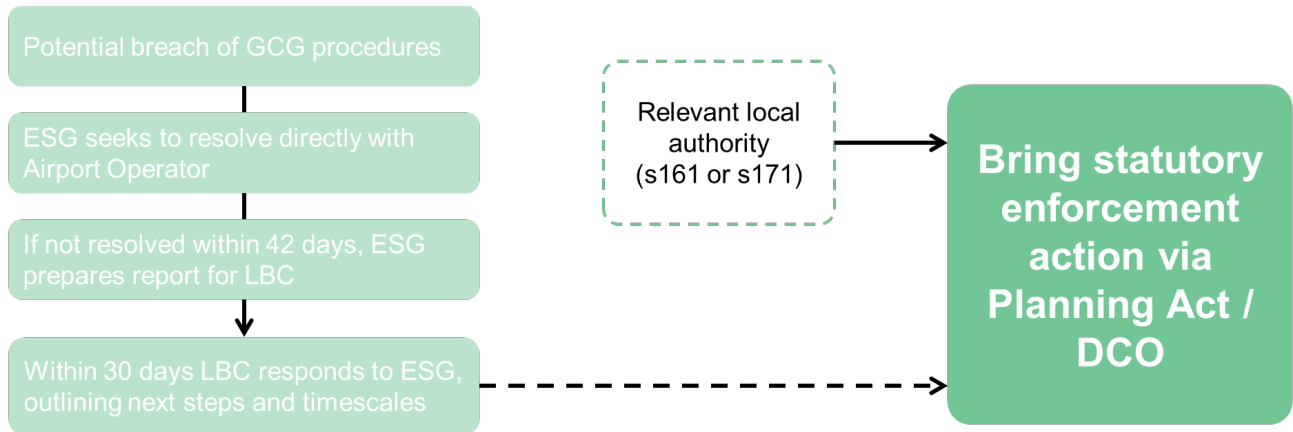 Potential breach of GCG procedures
ESG seeks to resolve directly with
Airport Operator
If not resolved within 42 days, ESG
prepares report for LBC
Within 30 days LBC responds to ESG,
outlining next steps and timescales
Relevant local
authority
(s161 or s171)
Bring statutory
enforcement
action via
Planning Act /
DCO